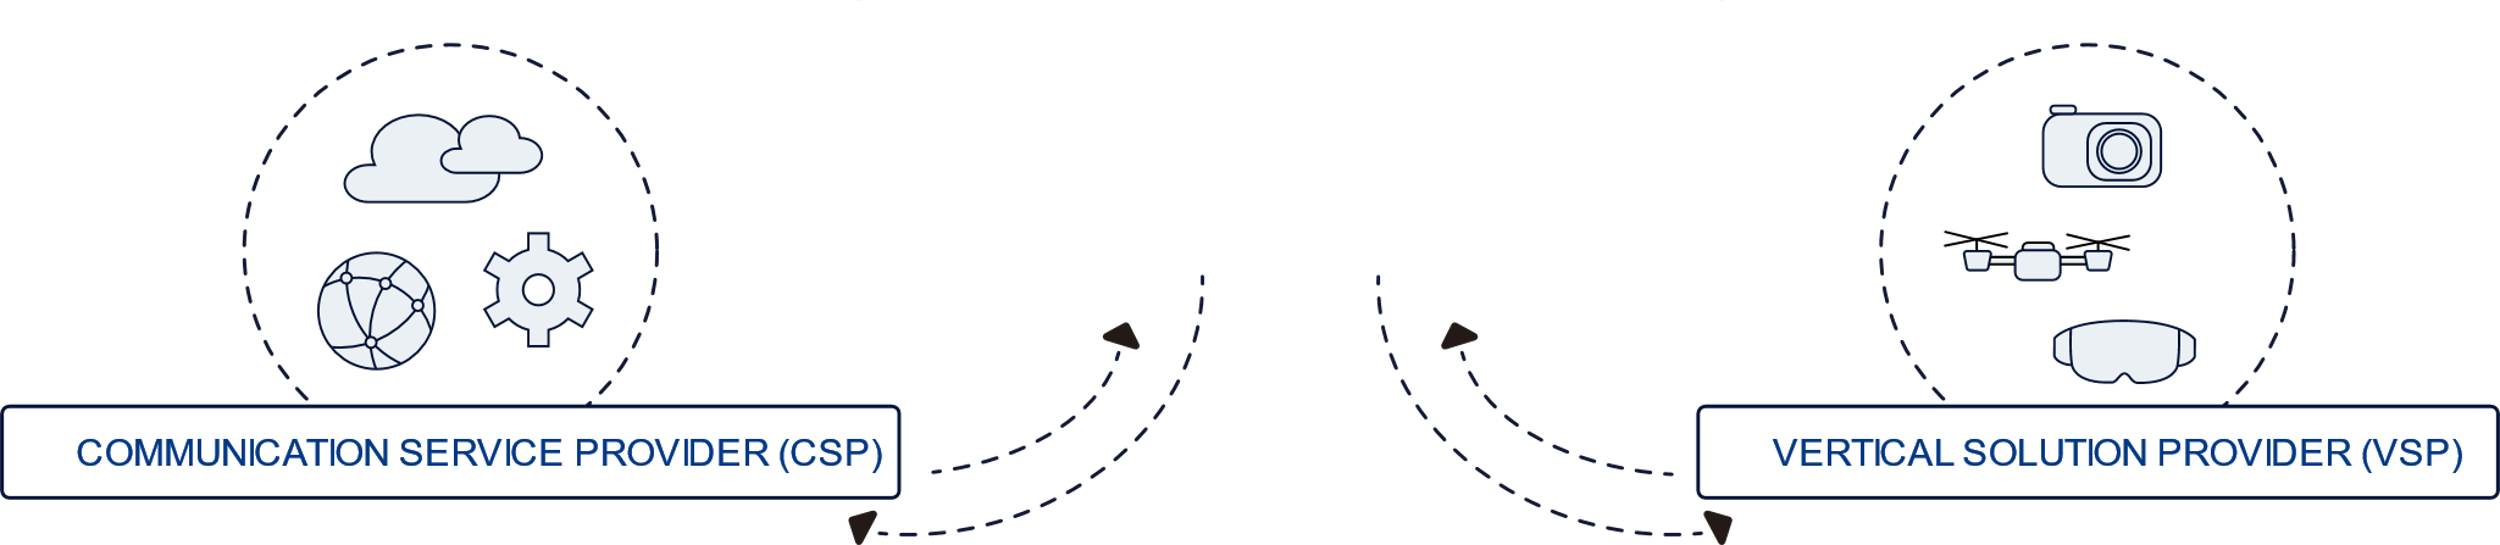 COMMUNICATION SERVICE PROVIDER (CSP)
VERTICAL SOLUTION PROVIDER (VSP)